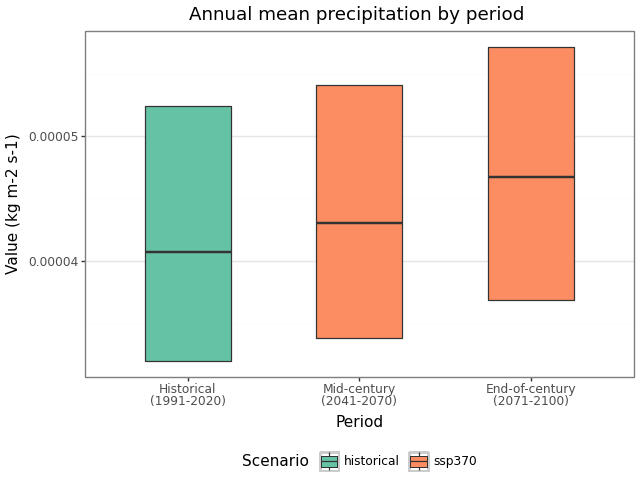 Annual mean precipitation by period
Value (kg m-2 s-1)
0.00005
0.00004
Historical
(1991-2020)
Mid-century
(2041-2070)
End-of-century
(2071-2100)
Period
Scenario historical ssp370